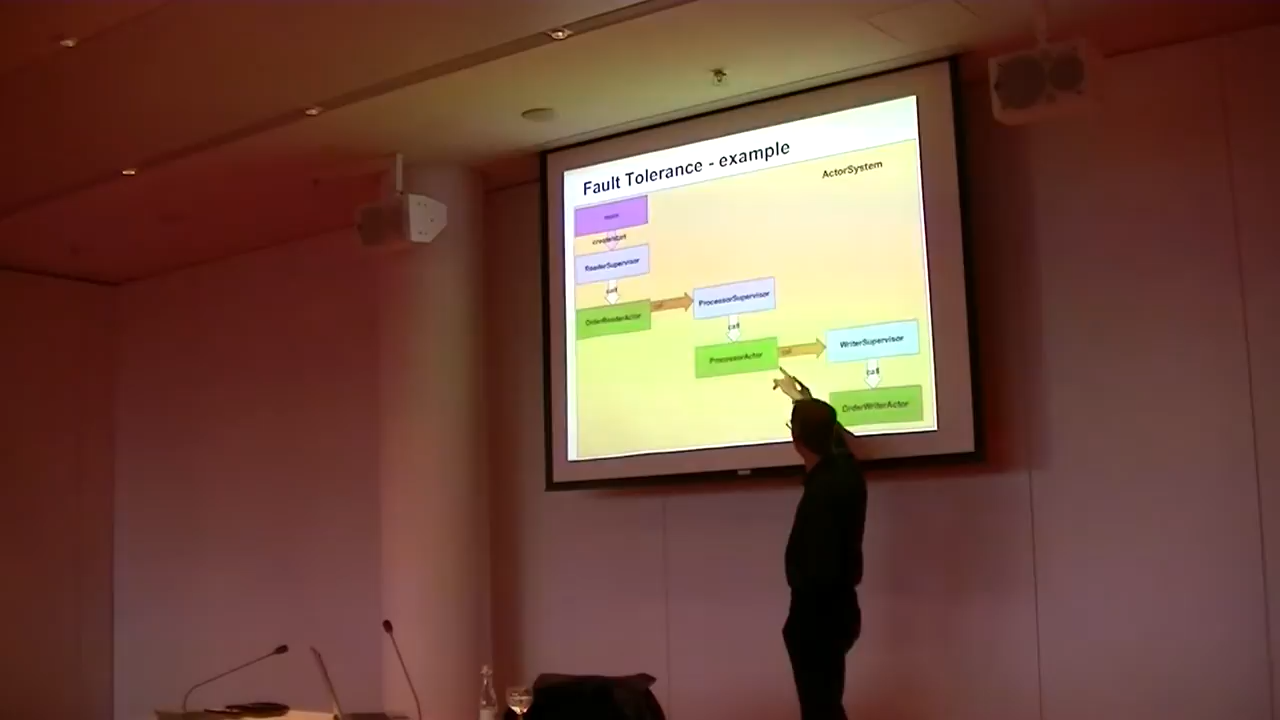 Fault Tolerance - example
ActorSystem
main
create/start
ReaderSupervisor
call
OrderReaderActor
call
ProcessorSupervisor
call
ProcessorActor
call
WriterSupervisor
call
OrderWriterActor